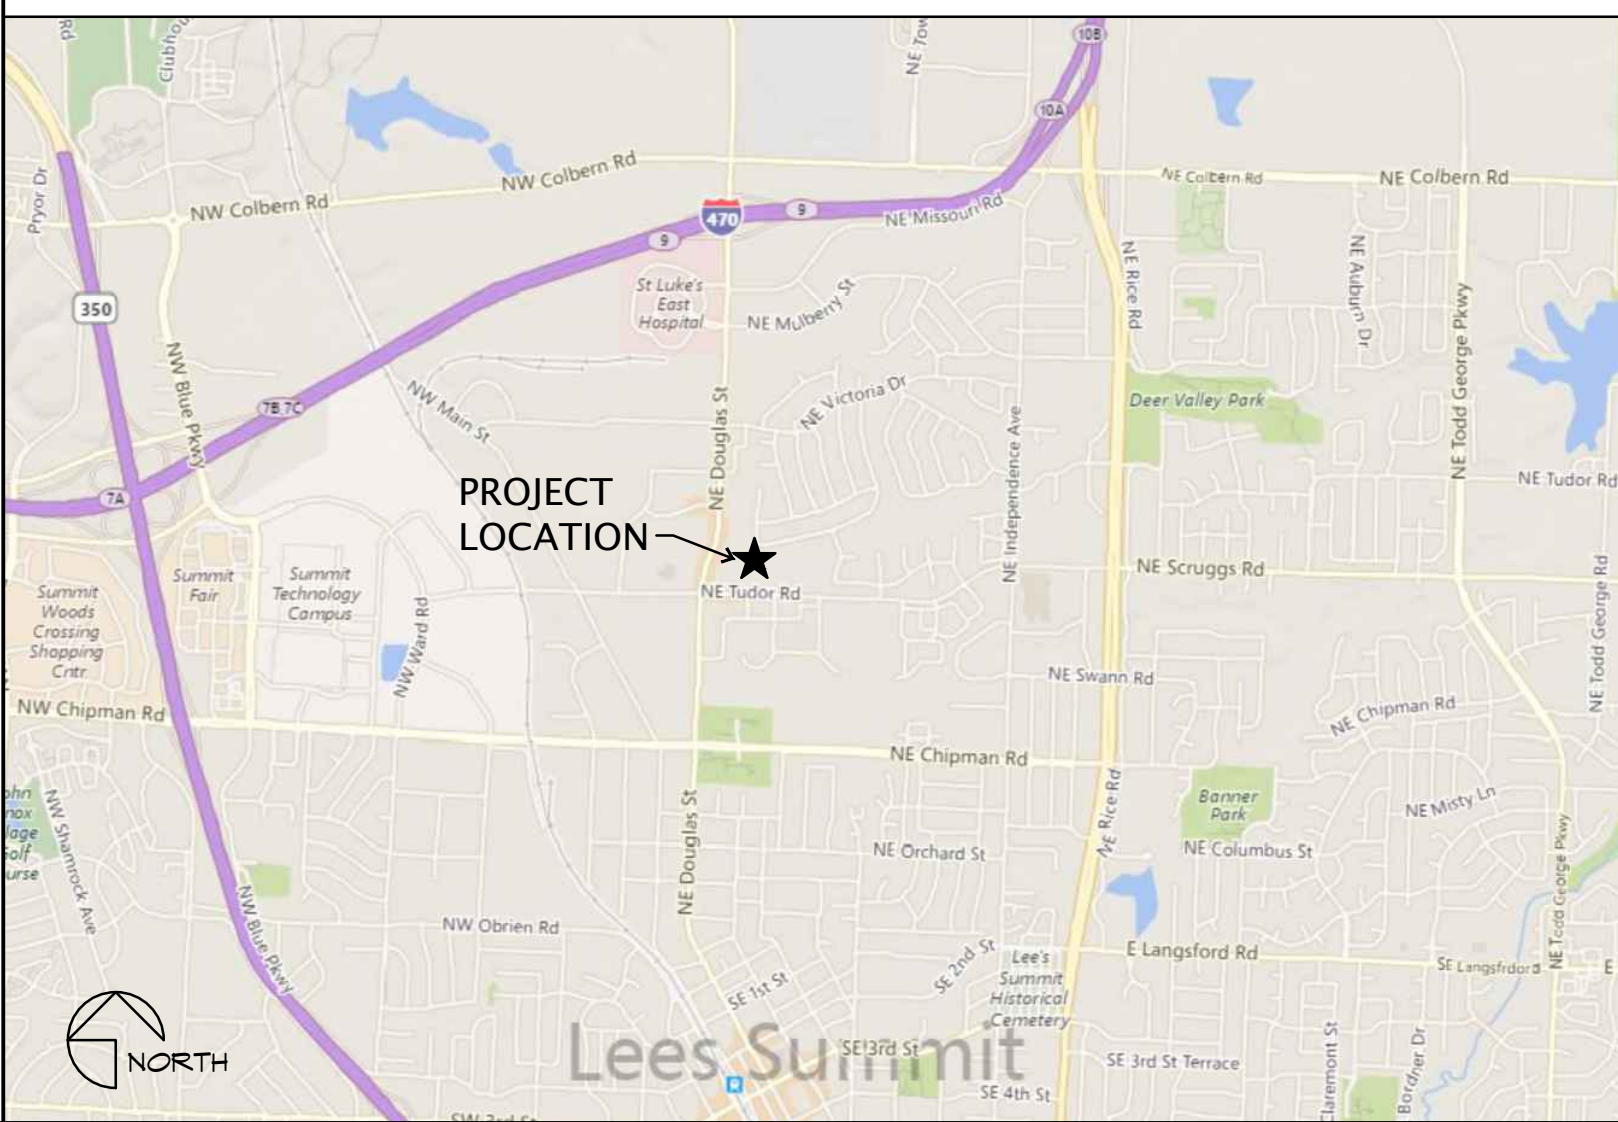 Rd
10B
10A
Pryor Dr
NW Colbern Rd
NW Colbern Rd
NE Colbern Rd
NE Colbern Rd
470
9
9
NE Missouri Rd
350
St Luke's
East
Hospital
NE Mulberry St
NE Rice Rd
NE Auburn Dr
NE Todd George Pkwy
NW Blue Pkwy
7B 7C
NW Main St
NE Douglas St
NE Victoria Dr
NE Independence Ave
Deer Valley Park
NE Tudor Rd
7A
PROJECT
LOCATION
Summit
Woods
Crossing
Shopping
Cntr
Summit
Fair
Summit
Technology
Campus
NW Ward Rd
NE Tudor Rd
NE Scruggs Rd
NE Todd George Rd
NE Swann Rd
NW Chipman Rd
NE Chipman Rd
NE Chipman Rd
NE Rice Rd
Banner
Park
NE Misty Ln
NE Columbus St
NW Shamrock Ave
NE Douglas St
NE Orchard St
NE Todd George Pkwy
NW Blue Pkwy
NW Obrien Rd
SE 1st St
SE 2nd St
Lee's
Summit
Historical
Cemetery
E Langsford Rd
SE Langsfrdord
E
NORTH
Lees Summit
SE 3rd St
SE 3rd St Terrace
SE 4th St
Claremont St
Bordner Dr